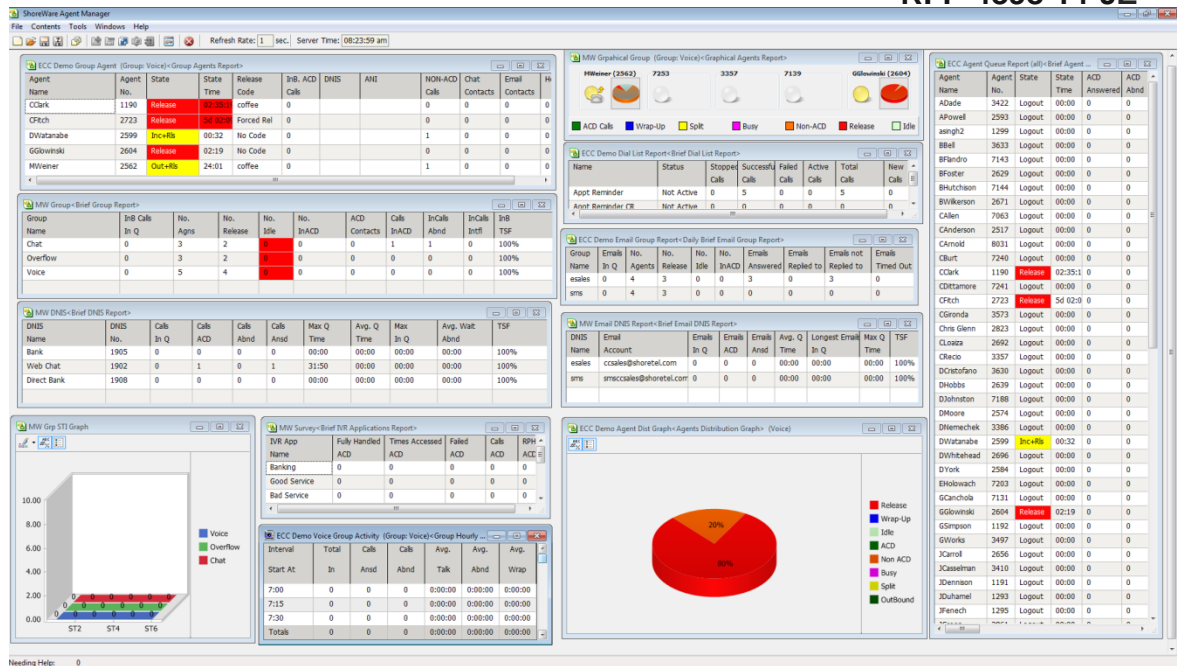 ShoreWare Agent Manager
File Contents Tools Windows Help
Refresh Rate: 1 sec. Server Time: 08:23:59 am
ECC Demo Group Agent (Group: Voice)<Group Agents Report>
Agent Name Agent No. State State Time Release Code InB. ACD Calls DNIS ANI NON-ACD Calls Chat Contacts Email Contacts
CClark 1190 Release 02:35:1 coffee 0 0 0 0
CFitch 2723 Release 5d 02:0 Forced Rel 0 0 0 0
DWatanabe 2599 Inc+Rls 00:32 No Code 0 1 0 0
GGlowinski 2604 Release 02:19 No Code 0 0 0 0
MWeiner 2562 Out+Rls 24:01 coffee 0 1 0 0
MW Group<Brief Group Report>
Group Name InB Calls In Q No. Agns No. Release No. Idle No. InACD ACD Contacts Calls InACD InCalls Abnd InCalls Intfl InB TSF
Chat 0 3 2 0 0 0 1 1 0 100%
Overflow 0 3 2 0 0 0 0 0 0 100%
Voice 0 5 4 0 0 0 0 0 0 100%
MW DNIS<Brief DNIS Report>
DNIS Name DNIS No. Calls In Q Calls ACD Calls Abnd Calls Ansd Max Q Time Avg. Q Time Max In Q Avg. Wait Abnd TSF
Bank 1905 0 0 0 0 00:00 00:00 00:00 00:00 100%
Web Chat 1902 0 1 0 1 31:50 00:00 00:00 00:00 100%
Direct Bank 1908 0 0 0 0 00:00 00:00 00:00 00:00 100%
MW Grp STI Graph
10.00
8.00
6.00
4.00
2.00
0.00
ST2 ST4 ST6
Voice
Overflow
Chat
MW Survey<Brief IVR Applications Report>
IVR App Name Fully Handled ACD Times Accessed ACD Failed ACD Calls ACD RPH ACD
Banking 0 0 0 0 0
Good Service 0 0 0 0 0
Bad Service 0 0 0 0 0
ECC Demo Voice Group Activity (Group: Voice)<Group Hourly ...
Interval Start At Total In Calls Ansd Calls Abnd Avg. Talk Avg. Abnd Avg. Wrap
7:00 0 0 0 0:00:00 0:00:00 0:00:00
7:15 0 0 0 0:00:00 0:00:00 0:00:00
7:30 0 0 0 0:00:00 0:00:00 0:00:00
Totals 0 0 0 0:00:00 0:00:00 0:00:00
MW Grpahical Group (Group: Voice)<Graphical Agents Report>
MWeiner (2562) 7253 3357 7139 GGlowinski (2604)
ACD Calls Wrap-Up Split Busy Non-ACD Release Idle
ECC Demo Dial List Report<Brief Dial List Report>
Name Status Stopped Calls Successfu Calls Failed Calls Active Calls Total Calls New Calls
Appt Reminder Not Active 0 5 0 0 5 0
Appt Reminder CR Not Active 0 0 0 0 0 0
ECC Demo Email Group Report<Daily Brief Email Group Report>
Group Name Emails In Q No. Agents No. Release No. Idle No. InACD Emails Answered Emails Replied to Emails not Replied to Emails Timed Out
esales 0 4 3 0 0 3 0 3 0
sms 0 4 3 0 0 0 0 0 0
MW Email DNIS Report<Brief Email DNIS Report>
DNIS Name Email Account Emails In Q Emails ACD Emails Ansd Avg. Q Time Longest Email In Q Max Q Time TSF
esales ccsales@shoretel.com 0 0 0 00:00 00:00 00:00 100%
sms smsccsales@shoretel.com 0 0 0 00:00 00:00 00:00 100%
ECC Demo Agent Dist Graph<Agents Distribution Graph> (Voice)
20%
80%
Release
Wrap-Up
Idle
ACD
Non ACD
Busy
Split
OutBound
ECC Agent Queue Report (all)<Brief Agent ...
Agent Name Agent No. State State Time ACD Answered ACD Abnd
ADade 3422 Logout 00:00 0 0
APowell 2593 Logout 00:00 0 0
asingh2 1299 Logout 00:00 0 0
BBell 3633 Logout 00:00 0 0
BFlandro 7143 Logout 00:00 0 0
BFoster 2629 Logout 00:00 0 0
BHutchison 7144 Logout 00:00 0 0
BWilkerson 2671 Logout 00:00 0 0
CAllen 7063 Logout 00:00 0 0
CAnderson 2517 Logout 00:00 0 0
CArnold 8031 Logout 00:00 0 0
CBurt 7240 Logout 00:00 0 0
CClark 1190 Release 02:35:1 0 0
CDittamore 7241 Logout 00:00 0 0
CFitch 2723 Release 5d 02:0 0 0
CGironda 3573 Logout 00:00 0 0
Chris Glenn 2823 Logout 00:00 0 0
CLoaiza 2692 Logout 00:00 0 0
CRecio 3357 Logout 00:00 0 0
DCristofano 3630 Logout 00:00 0 0
DHobbs 2639 Logout 00:00 0 0
DJohnston 7188 Logout 00:00 0 0
DMoore 2574 Logout 00:00 0 0
DNemechek 3386 Logout 00:00 0 0
DWatanabe 2599 Inc+Rls 00:32 0 0
DWhitehead 2696 Logout 00:00 0 0
DYork 2584 Logout 00:00 0 0
EHolowach 7203 Logout 00:00 0 0
GCanchola 7131 Logout 00:00 0 0
GGlowinski 2604 Release 02:19 0 0
GSimpson 1192 Logout 00:00 0 0
GWorks 3497 Logout 00:00 0 0
JCarroll 2656 Logout 00:00 0 0
JCasselman 3410 Logout 00:00 0 0
JDennison 1191 Logout 00:00 0 0
JDuhamel 1293 Logout 00:00 0 0
JFenech 1295 Logout 00:00 0 0
Needing Help: 0